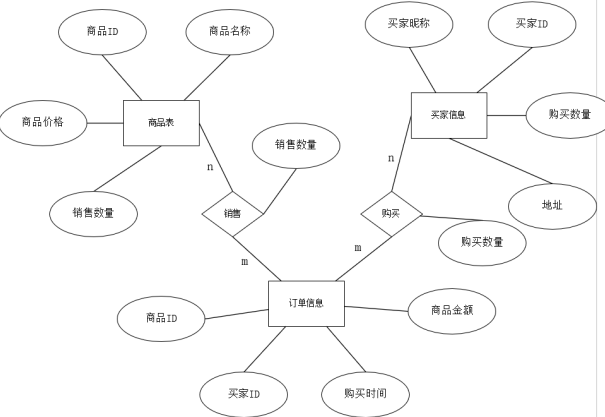 商品ID
商品名称
买家昵称
买家ID
商品价格
商品表
买家信息
购买数量
销售数量
n
n
销售数量
销售
购买
地址
购买数量
m
m
商品ID
订单信息
商品金额
买家ID
购买时间